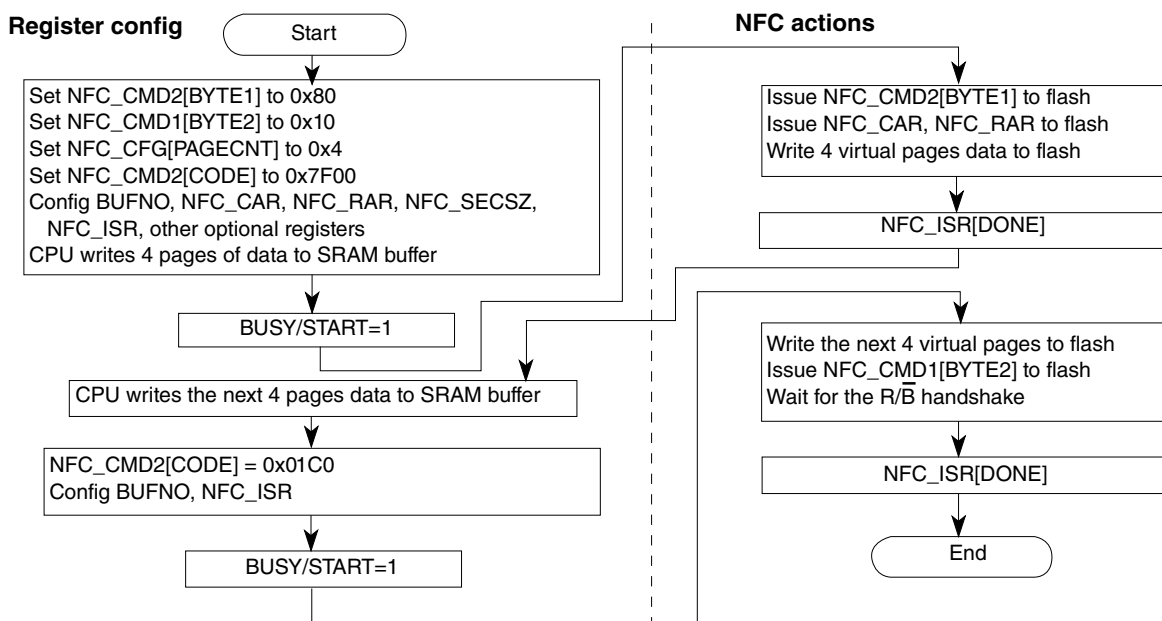 Register config
Start
Set NFC_CMD2[BYTE1] to 0x80
Set NFC_CMD1[BYTE2] to 0x10
Set NFC_CFG[PAGECNT] to 0x4
Set NFC_CMD2[CODE] to 0x7F00
Config BUFNO, NFC_CAR, NFC_RAR, NFC_SECSZ,
NFC_ISR, other optional registers
CPU writes 4 pages of data to SRAM buffer
BUSY/START=1
CPU writes the next 4 pages data to SRAM buffer
NFC_CMD2[CODE] = 0x01C0
Config BUFNO, NFC_ISR
BUSY/START=1
NFC actions
Issue NFC_CMD2[BYTE1] to flash
Issue NFC_CAR, NFC_RAR to flash
Write 4 virtual pages data to flash
NFC_ISR[DONE]
Write the next 4 virtual pages to flash
Issue NFC_CMD1[BYTE2] to flash
Wait for the R/B̅ handshake
NFC_ISR[DONE]
End